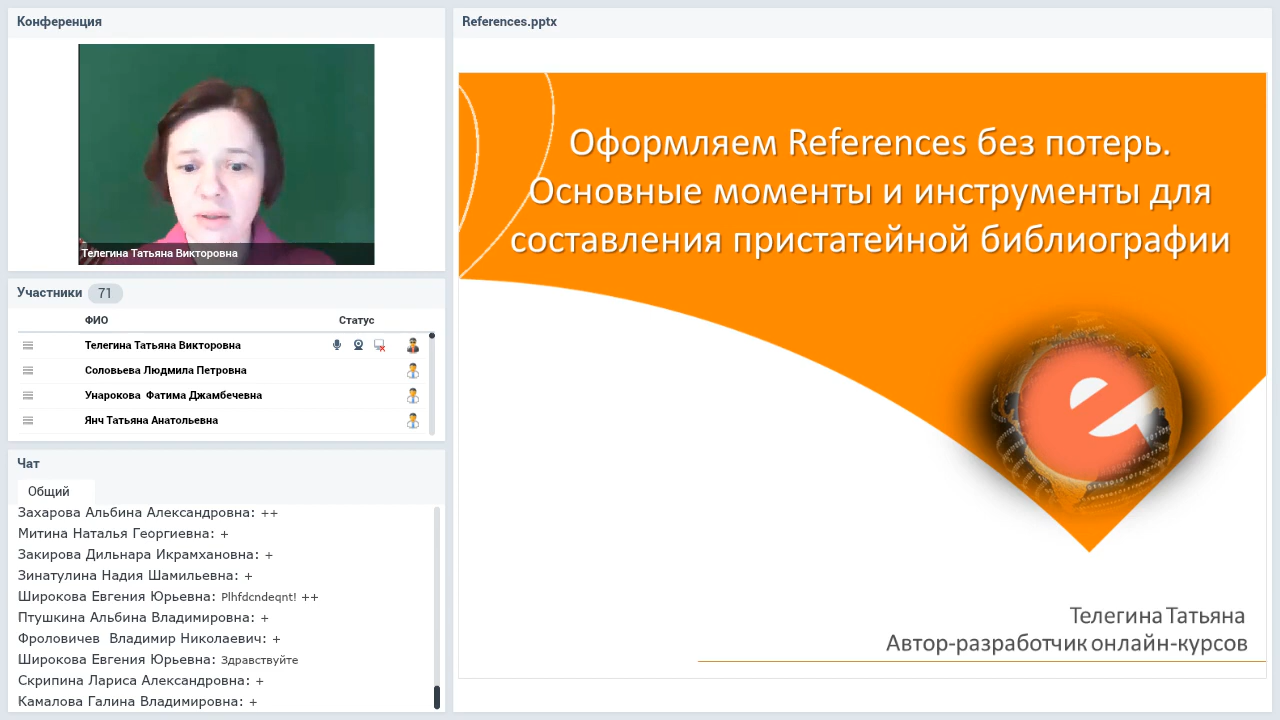 Конференция
Телегина Татьяна Викторовна
Участники 71
ФИО Статус
Телегина Татьяна Викторовна
Соловьева Людмила Петровна
Унарокова Фатима Джамбечевна
Янч Татьяна Анатольевна
Чат
Общий
Захарова Альбина Александровна: ++
Митина Наталья Георгиевна: +
Закирова Дильнара Икрамхановна: +
Зинатулина Надия Шамильевна: +
Широкова Евгения Юрьевна: Plhfdcndeqnt! ++
Птушкина Альбина Владимировна: +
Фроловичев Владимир Николаевич: +
Широкова Евгения Юрьевна: Здравствуйте
Скрипина Лариса Александровна: +
Камалова Галина Владимировна: +
References.pptx
Оформляем References без потерь.
Основные моменты и инструменты для
составления пристатейной библиографии
e
Телегина Татьяна
Автор-разработчик онлайн-курсов